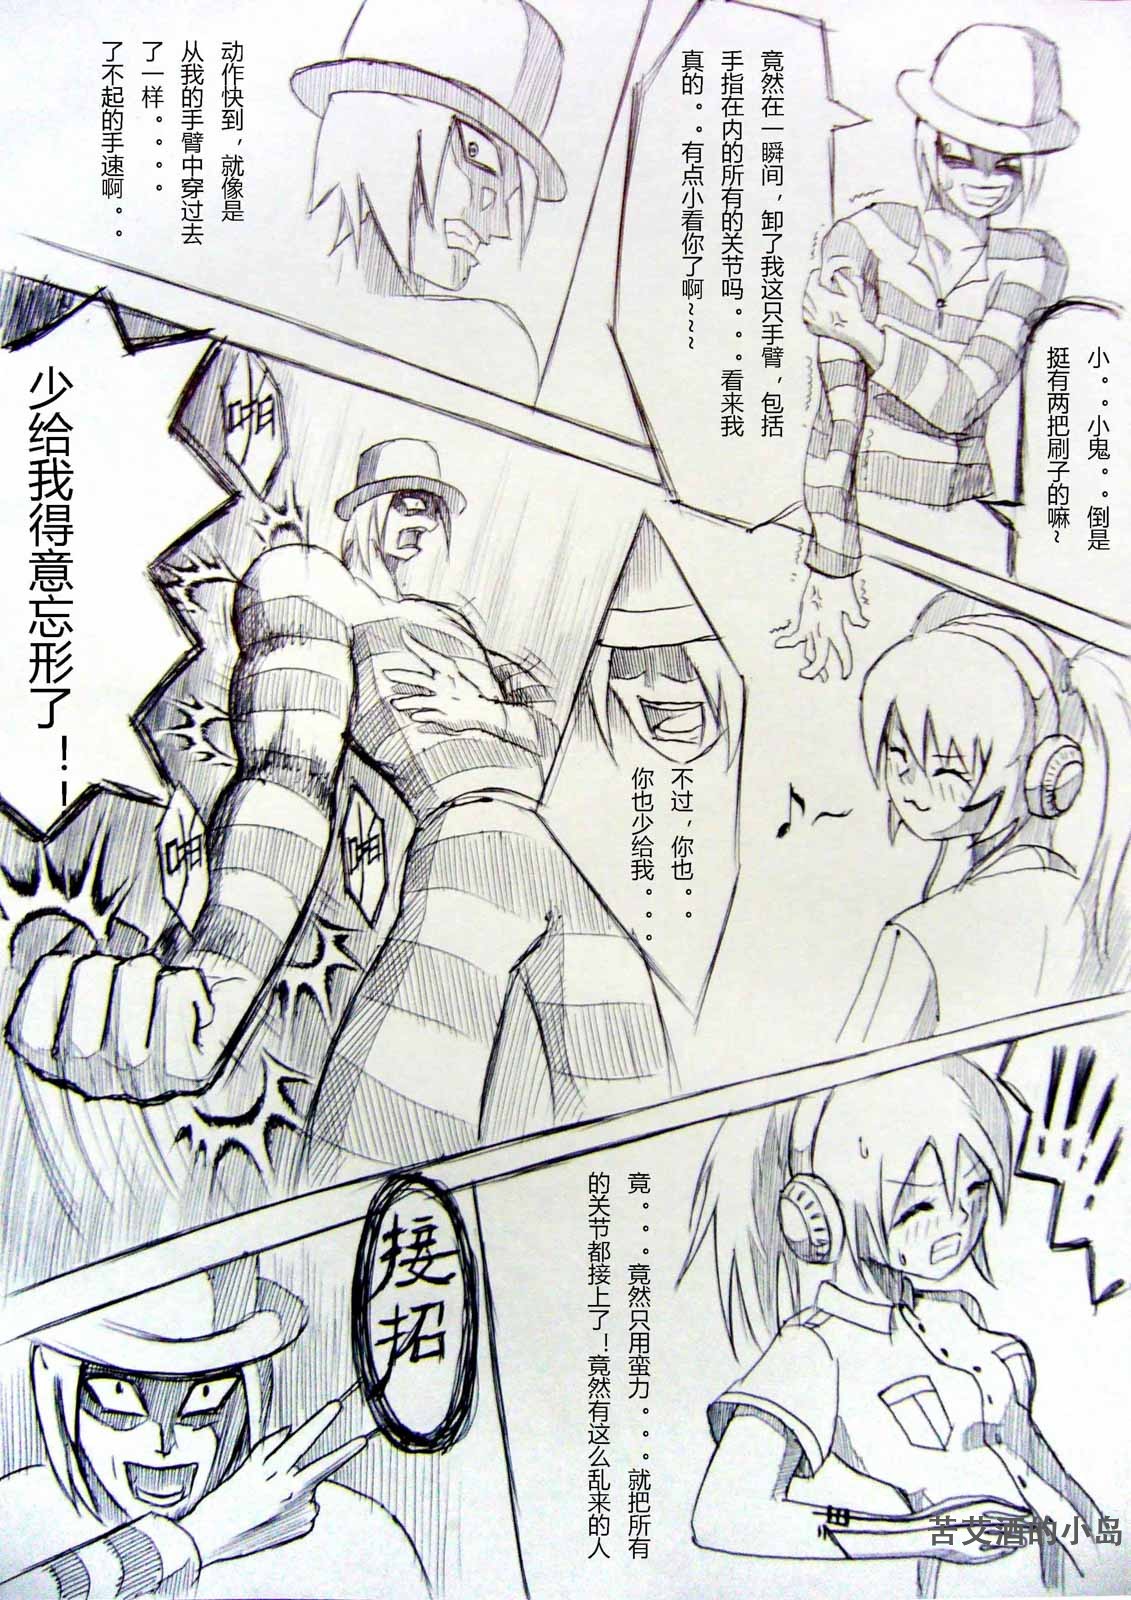 小。。小鬼。。倒是
挺有两把刷子的嘛~
竟然在一瞬间，卸了我这只手臂，包括
手指在内的所有的关节吗。。。看来我
真的。。有点小看你了啊~~~
动作快到，就像是
从我的手臂中穿过去
了一样。。。。
了不起的手速啊。。
不过，你也。。
你也少给我。。。
啪
啪
啪
少给我得意忘形了！！
!!!
竟。。。竟然只用蛮力。。。就把所有
的关节都接上了！竟然有这么乱来的人
接招
苦艾酒的小岛